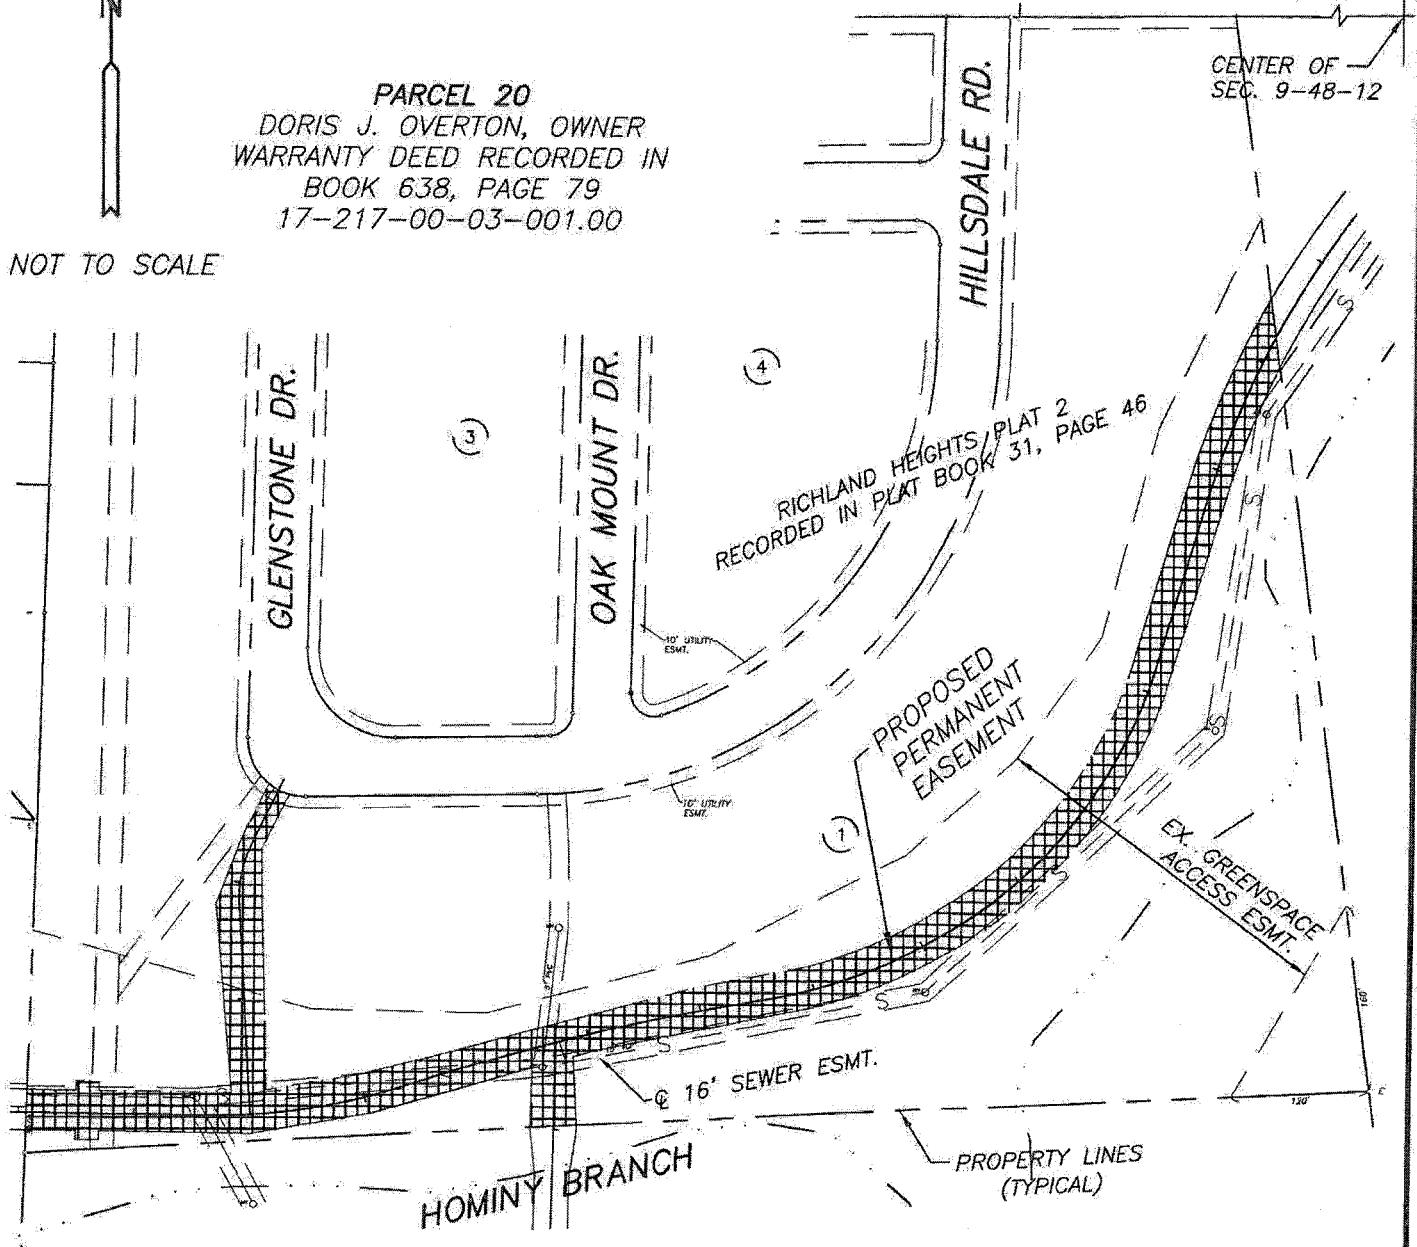 N
CENTER OF
SEC. 9-48-12
PARCEL 20
DORIS J. OVERTON, OWNER
WARRANTY DEED RECORDED IN
BOOK 638, PAGE 79
17-217-00-03-001.00
NOT TO SCALE
HILLSDALE RD.
GLENSTONE DR.
OAK MOUNT DR.
3
4
RICHLAND HEIGHTS PLAT 2
RECORDED IN PLAT BOOK 31, PAGE 46
S
S
10' UTILITY
ESMT.
PROPOSED
PERMANENT
EASEMENT
S
10' UTILITY
ESMT.
1
EX. GREENSPACE
ACCESS ESMT.
S
S
160'
S
℄ 16' SEWER ESMT.
120'
E
PROPERTY LINES
(TYPICAL)
HOMINY BRANCH